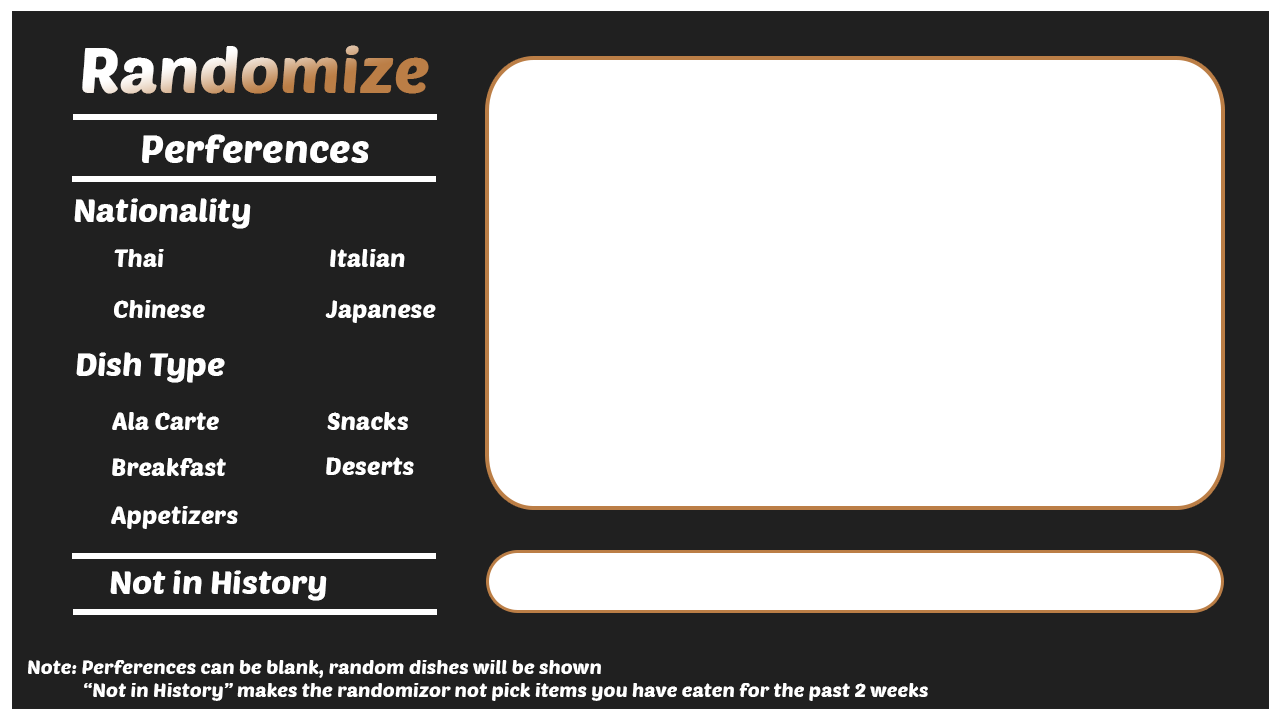 Randomize
Perferences
Nationality
Thai Italian
Chinese Japanese
Dish Type
Ala Carte Snacks
Breakfast Deserts
Appetizers
Not in History
Note: Perferences can be blank, random dishes will be shown
“Not in History” makes the randomizor not pick items you have eaten for the past 2 weeks